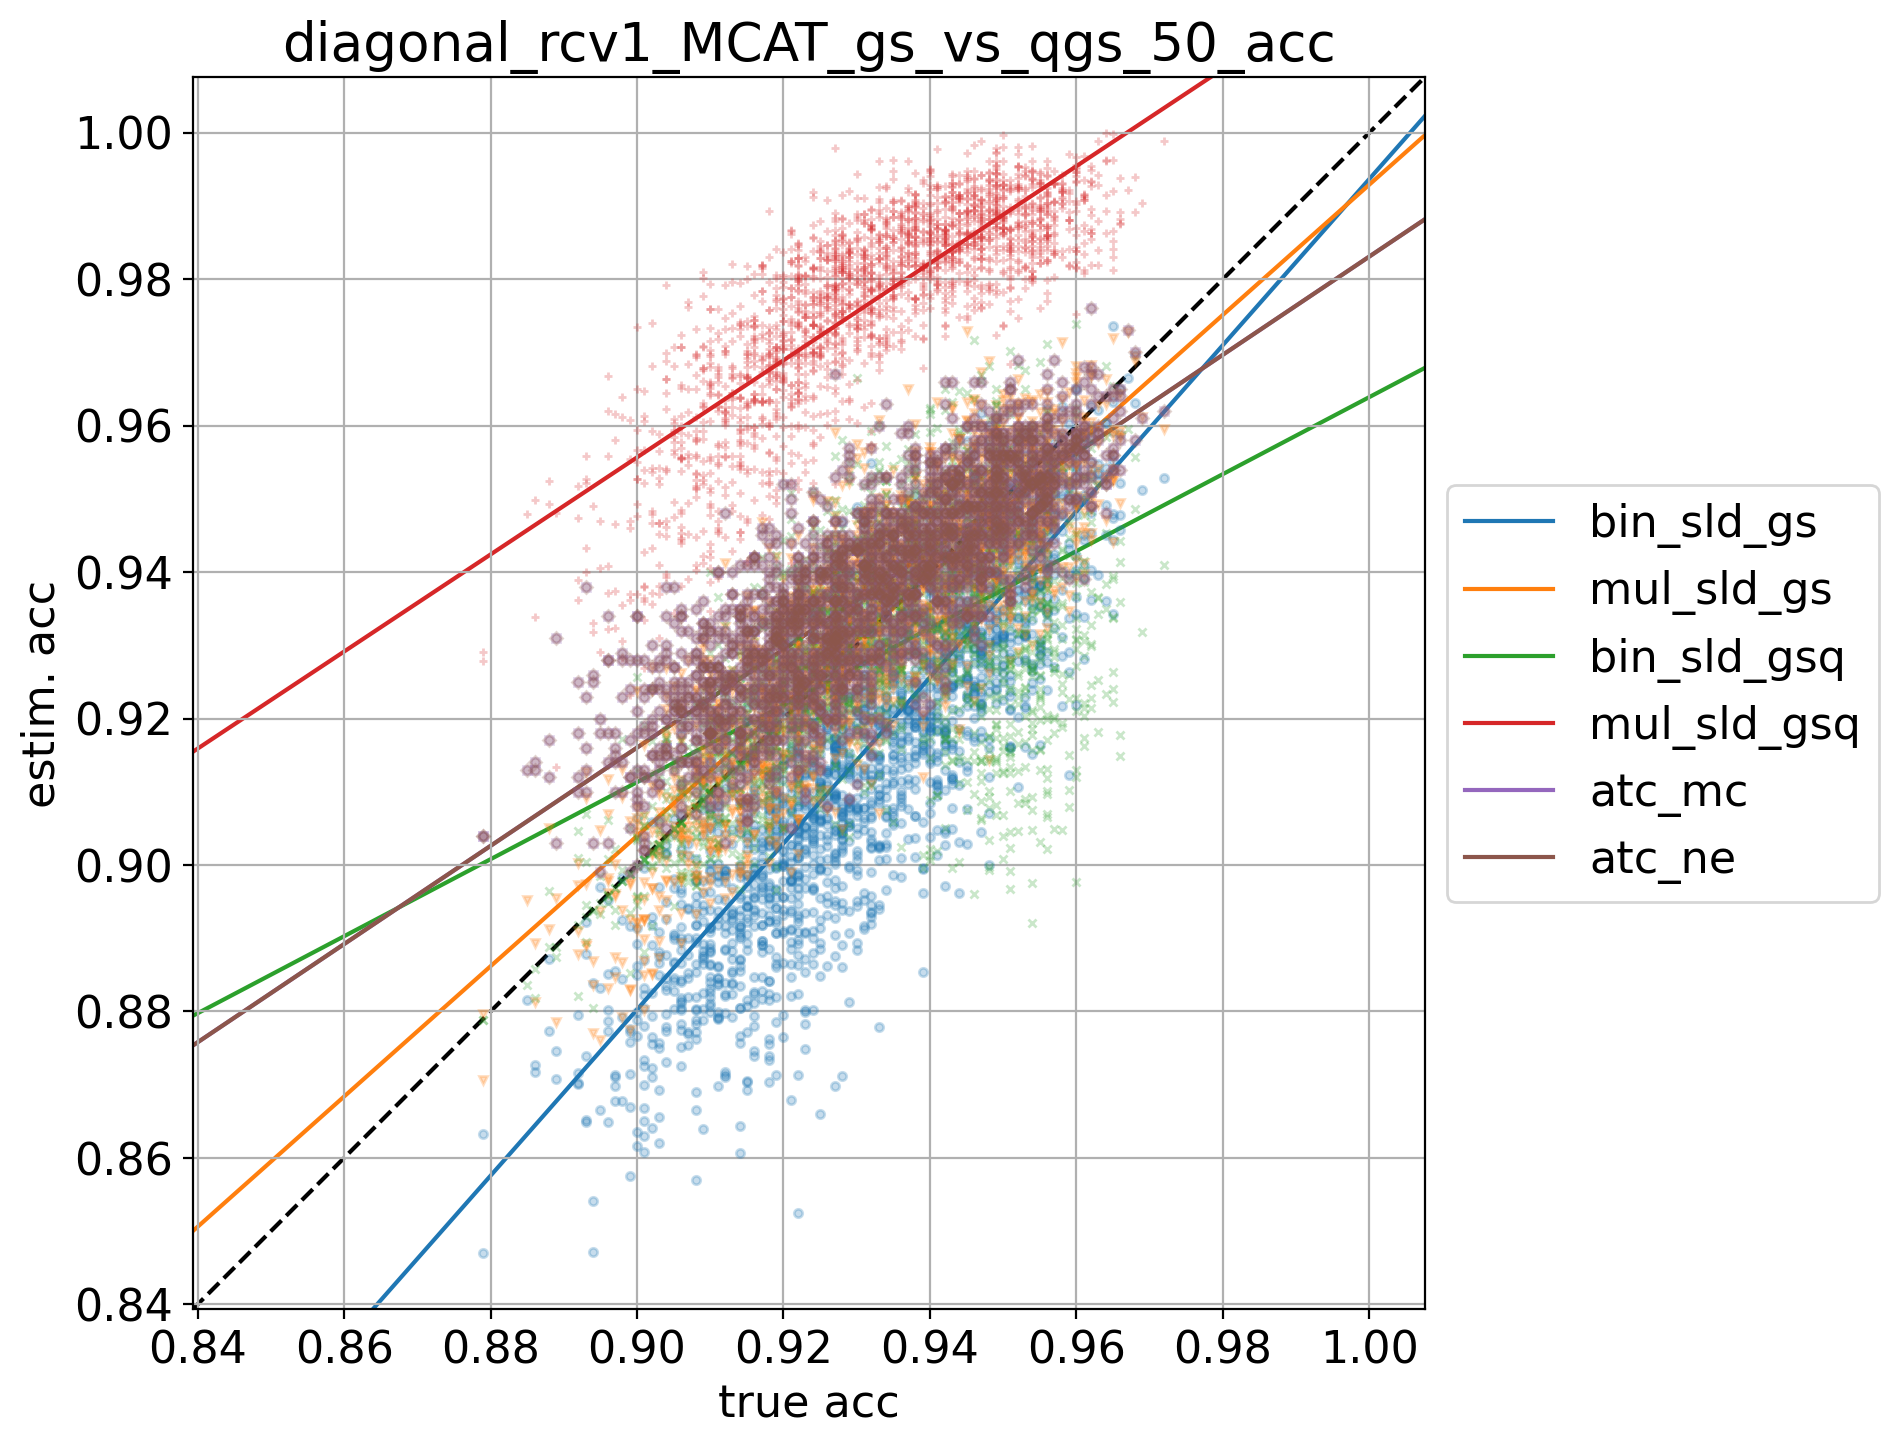 diagonal_rcv1_MCAT_gs_vs_qgs_50_acc
1.00
0.98
0.96
0.94
0.92
0.90
0.88
0.86
0.84
estim. acc
0.84 0.86 0.88 0.90 0.92 0.94 0.96 0.98 1.00
true acc
bin_sld_gs
mul_sld_gs
bin_sld_gsq
mul_sld_gsq
atc_mc
atc_ne